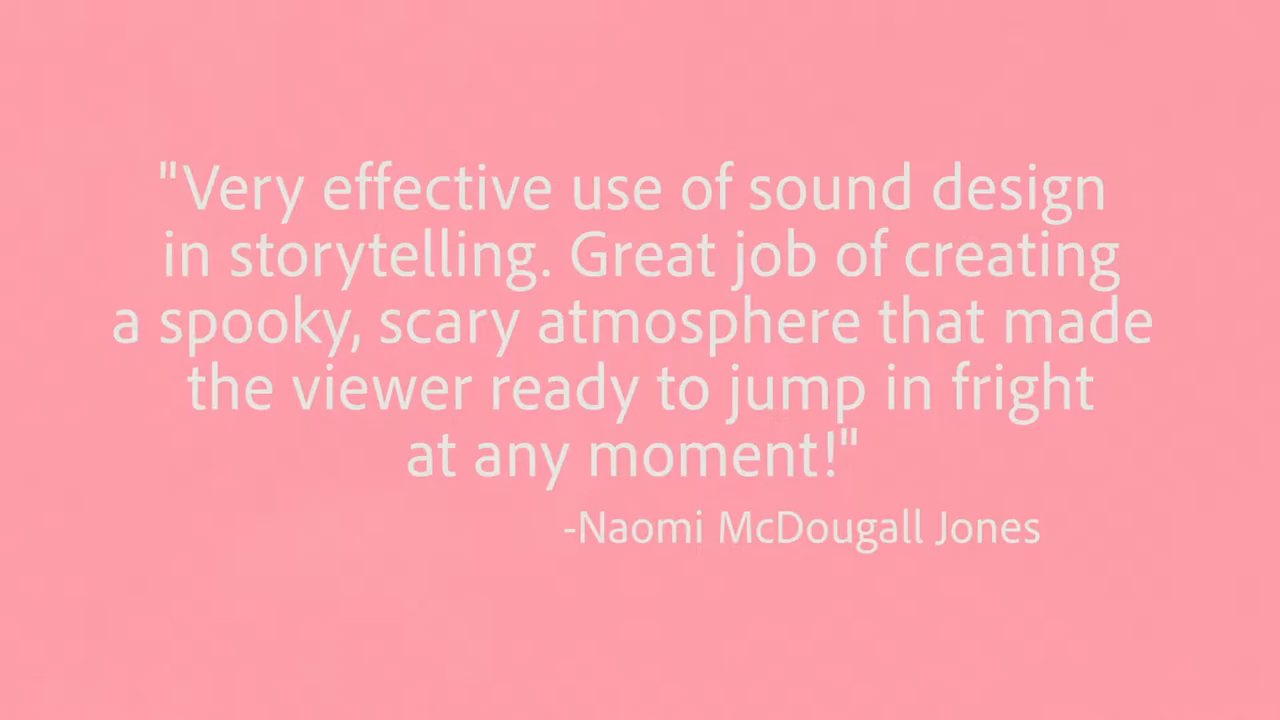 "Very effective use of sound design
in storytelling. Great job of creating
a spooky, scary atmosphere that made
the viewer ready to jump in fright
at any moment!"
-Naomi McDougall Jones